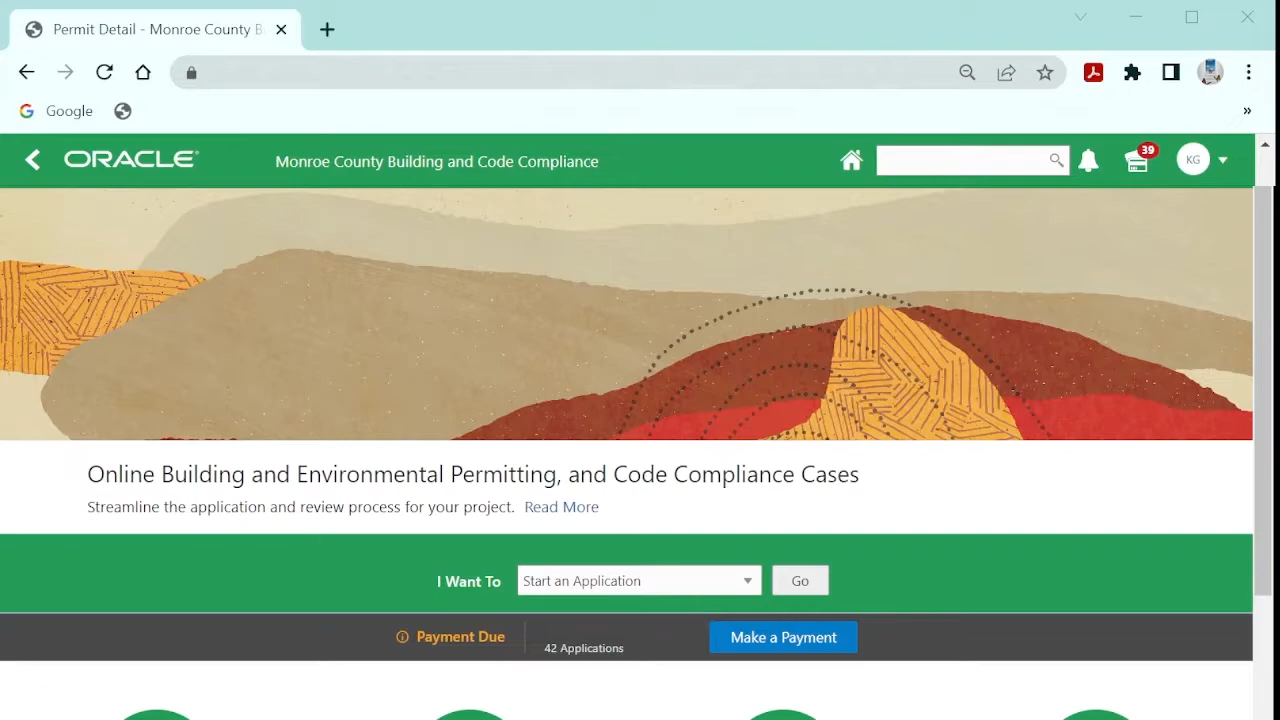 Permit Detail - Monroe County B
Google
ORACLE
Monroe County Building and Code Compliance
39
KG
Online Building and Environmental Permitting, and Code Compliance Cases
Streamline the application and review process for your project. Read More
I Want To
Start an Application
Go
Payment Due
42 Applications
Make a Payment